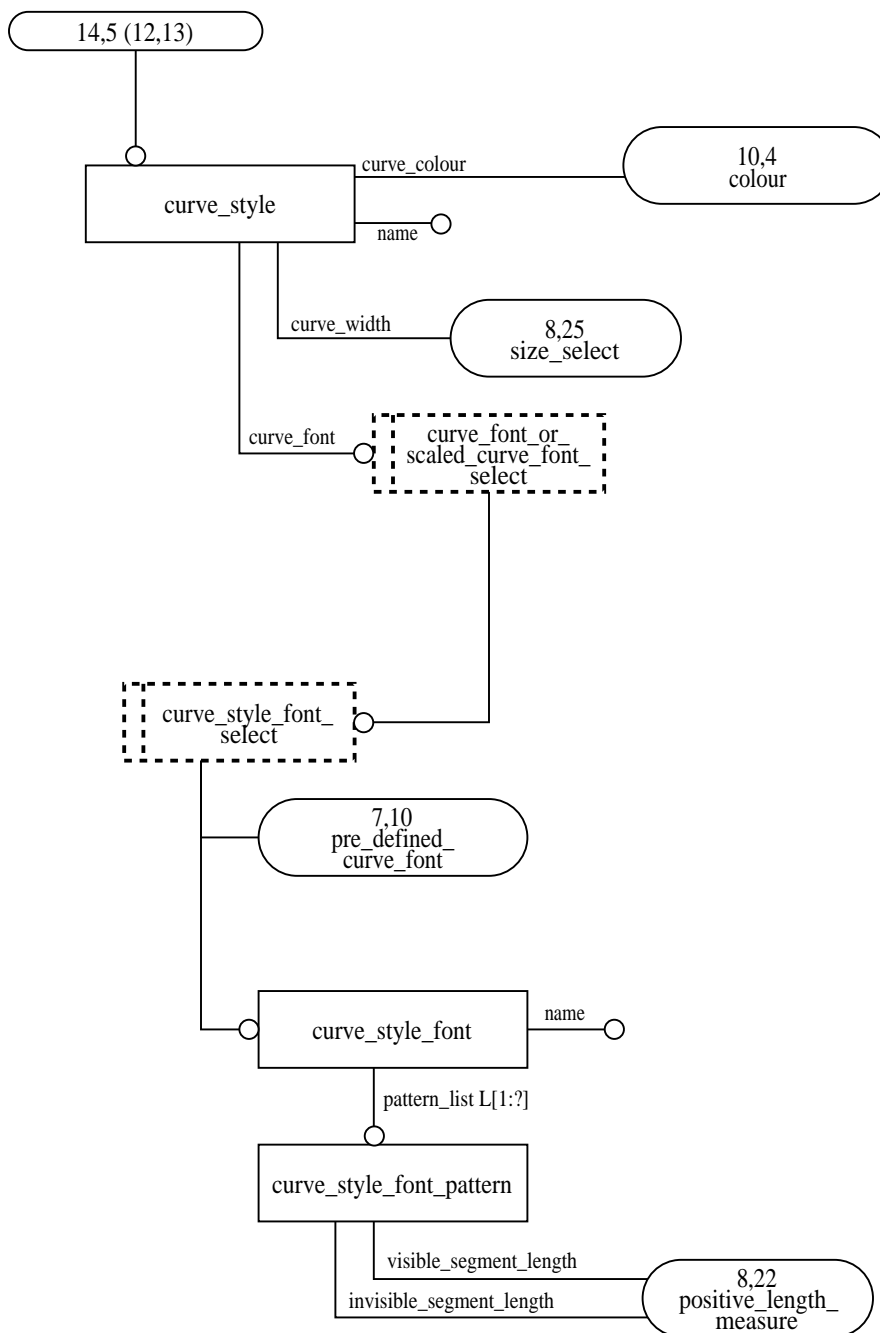 14,5 (12,13)
curve_colour
10,4
colour
curve_style
name
curve_width
8,25
size_select
curve_font
curve_font_or_
scaled_curve_font_
select
curve_style_font_
select
7,10
pre_defined_
curve_font
curve_style_font
name
pattern_list L[1:?]
curve_style_font_pattern
visible_segment_length
invisible_segment_length
8,22
positive_length_
measure